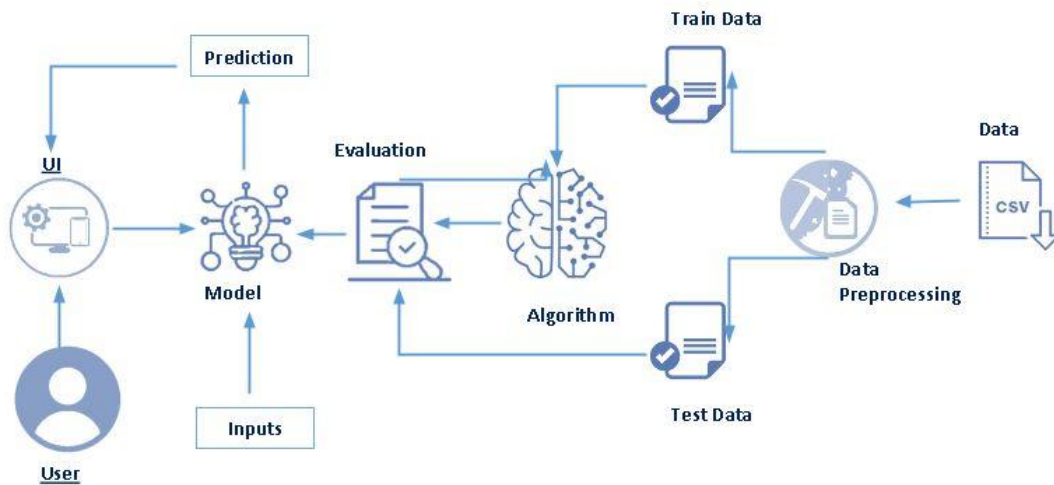 Train Data
Prediction
Data
Evaluation
UI
CSV
Model
Data
Preprocessing
Algorithm
Test Data
Inputs
User